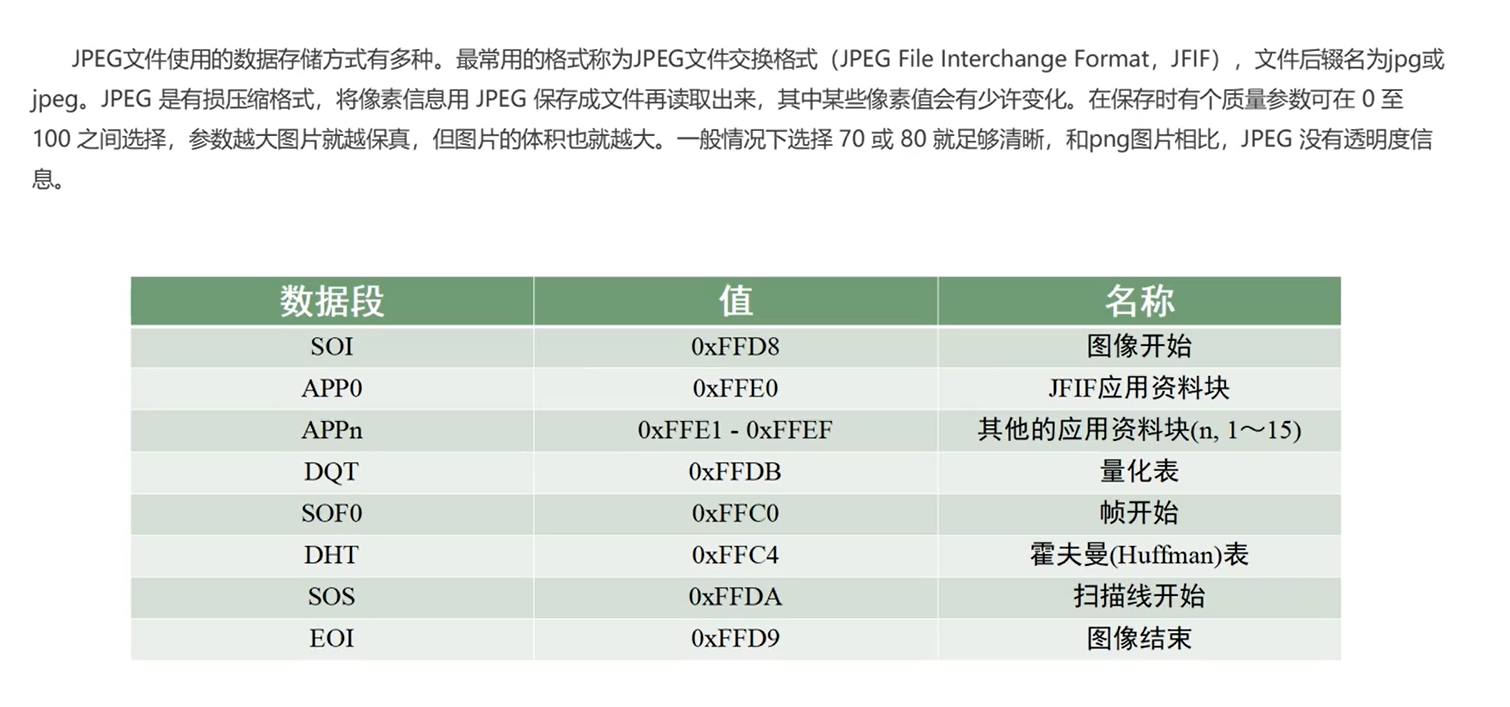 JPEG文件使用的数据存储方式有多种。最常用的格式称为JPEG文件交换格式（JPEG File Interchange Format，JFIF），文件后辍名为jpg或
jpeg。JPEG 是有损压缩格式，将像素信息用 JPEG 保存成文件再读取出来，其中某些像素值会有少许变化。在保存时有个质量参数可在 0 至
100 之间选择，参数越大图片就越保真，但图片的体积也就越大。一般情况下选择 70 或 80 就足够清晰，和png图片相比，JPEG 没有透明度信
息。
数据段 值 名称
SOI 0xFFD8 图像开始
APP0 0xFFE0 JFIF应用资料块
APPn 0xFFE1 - 0xFFEF 其他的应用资料块(n, 1～15)
DQT 0xFFDB 量化表
SOF0 0xFFC0 帧开始
DHT 0xFFC4 霍夫曼(Huffman)表
SOS 0xFFDA 扫描线开始
EOI 0xFFD9 图像结束